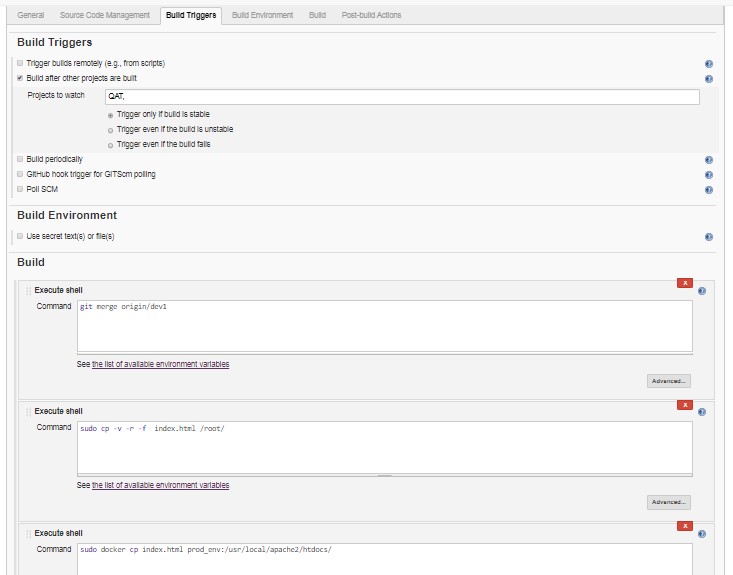 General Source Code Management Build Triggers Build Environment Build Post-build Actions
Build Triggers
Trigger builds remotely (e.g., from scripts)
Build after other projects are built
Projects to watch QAT,
Trigger only if build is stable
Trigger even if the build is unstable
Trigger even if the build fails
Build periodically
GitHub hook trigger for GITScm polling
Poll SCM
Build Environment
Use secret text(s) or file(s)
Build
X
Execute shell
Command git merge origin/dev1
See the list of available environment variables
Advanced...
X
Execute shell
Command sudo cp -v -r -f  index.html /root/
See the list of available environment variables
Advanced...
X
Execute shell
Command sudo docker cp index.html prod_env:/usr/local/apache2/htdocs/